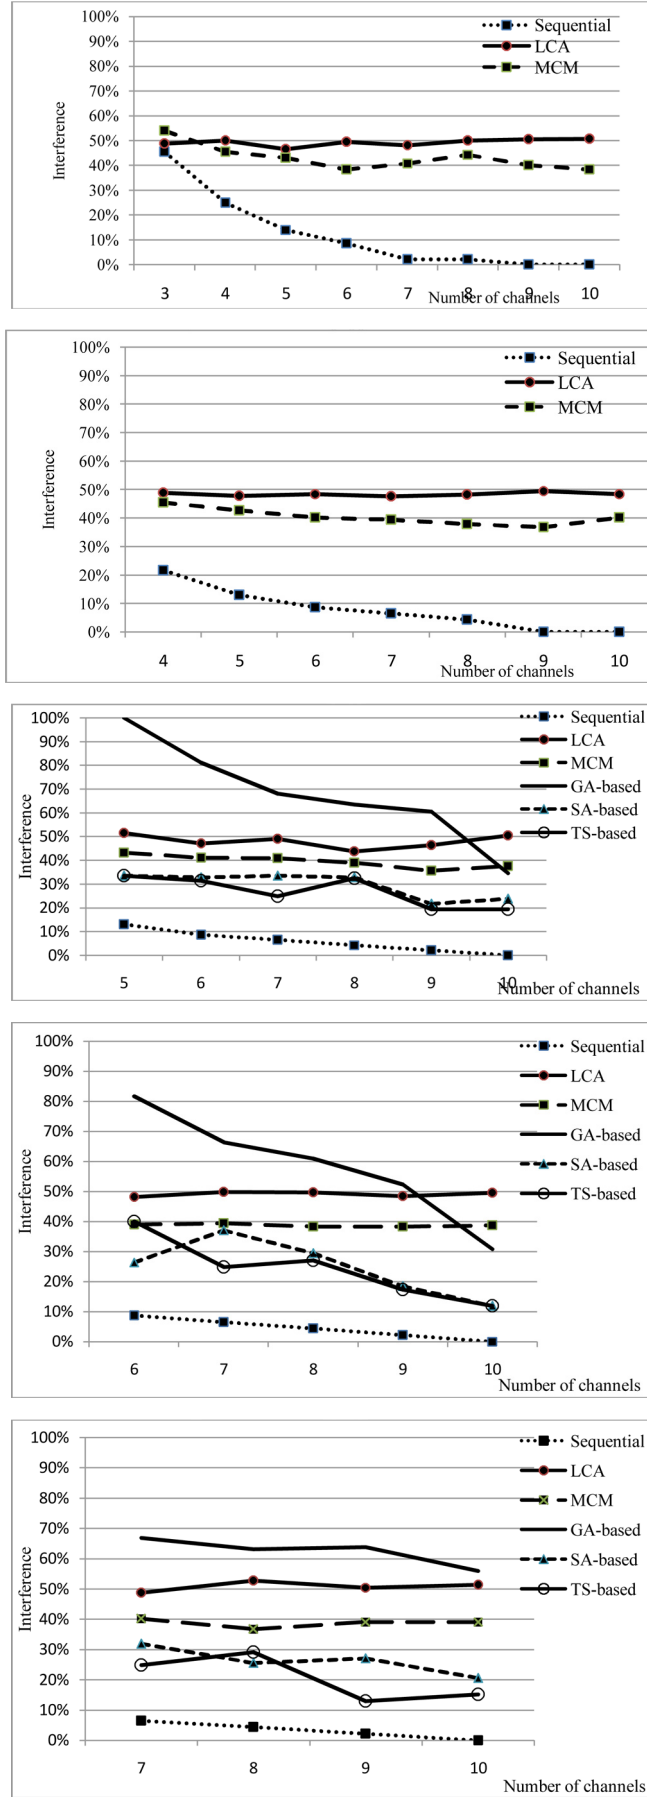 100%
90%
80%
70%
60%
50%
40%
30%
20%
10%
0%
Interference
Sequential
LCA
MCM
3 4 5 6 7 8 9 10
Number of channels
100%
90%
80%
70%
60%
50%
40%
30%
20%
10%
0%
Interference
Sequential
LCA
MCM
4 5 6 7 8 9 10
Number of channels
100%
90%
80%
70%
60%
50%
40%
30%
20%
10%
0%
Interference
Sequential
LCA
MCM
GA-based
SA-based
TS-based
5 6 7 8 9 10
Number of channels
100%
90%
80%
70%
60%
50%
40%
30%
20%
10%
0%
Interference
Sequential
LCA
MCM
GA-based
SA-based
TS-based
6 7 8 9 10
Number of channels
100%
90%
80%
70%
60%
50%
40%
30%
20%
10%
0%
Interference
Sequential
LCA
MCM
GA-based
SA-based
TS-based
7 8 9 10
Number of channels